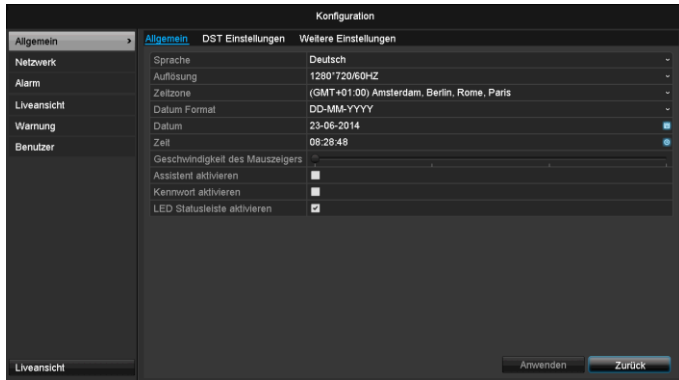 Konfiguration
Allgemein >
Netzwerk
Alarm
Liveansicht
Warnung
Benutzer
Liveansicht
Allgemein DST Einstellungen Weitere Einstellungen
Sprache Deutsch
Auflösung 1280*720/60HZ
Zeitzone (GMT+01:00) Amsterdam, Berlin, Rome, Paris
Datum Format DD-MM-YYYY
Datum 23-06-2014
Zeit 08:28:48
Geschwindigkeit des Mauszeigers
Assistent aktivieren
Kennwort aktivieren
LED Statusleiste aktivieren
Anwenden Zurück